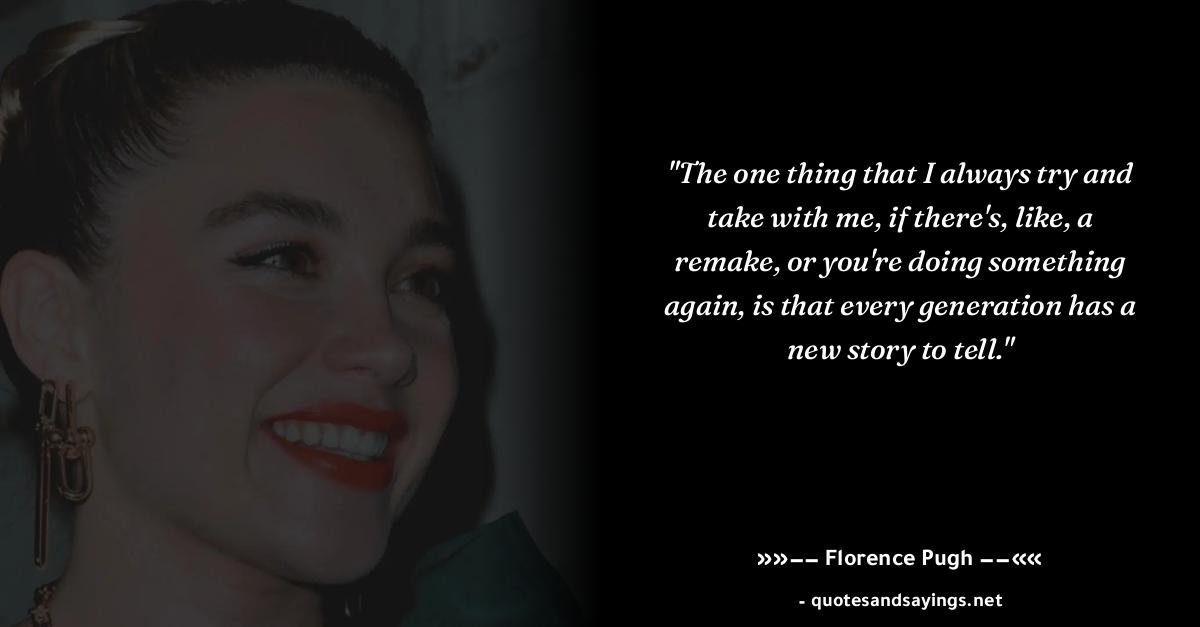 "The one thing that I always try and
take with me, if there's, like, a
remake, or you're doing something
again, is that every generation has a
new story to tell."
»»–– Florence Pugh ––««
- quotesandsayings.net